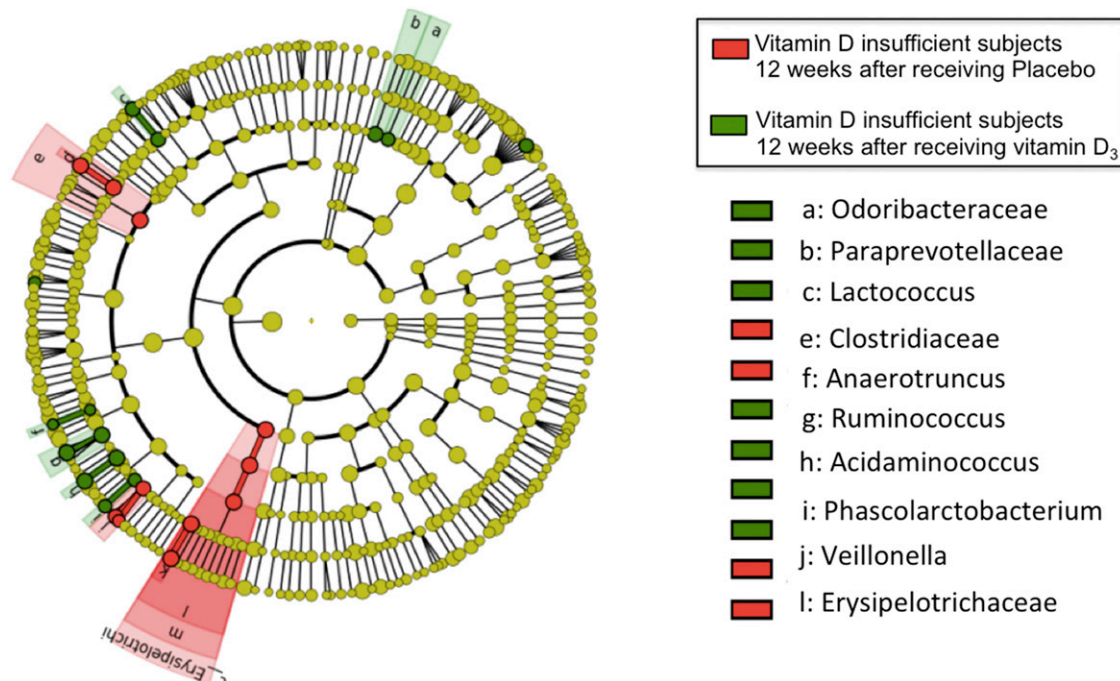 b a
c
d
e
f
g
h
k
l
m
Erysipelotrichi
Vitamin D insufficient subjects
12 weeks after receiving Placebo
Vitamin D insufficient subjects
12 weeks after receiving vitamin D₃
a: Odoribacteraceae
b: Paraprevotellaceae
c: Lactococcus
e: Clostridiaceae
f: Anaerotruncus
g: Ruminococcus
h: Acidaminococcus
i: Phascolarctobacterium
j: Veillonella
l: Erysipelotrichaceae